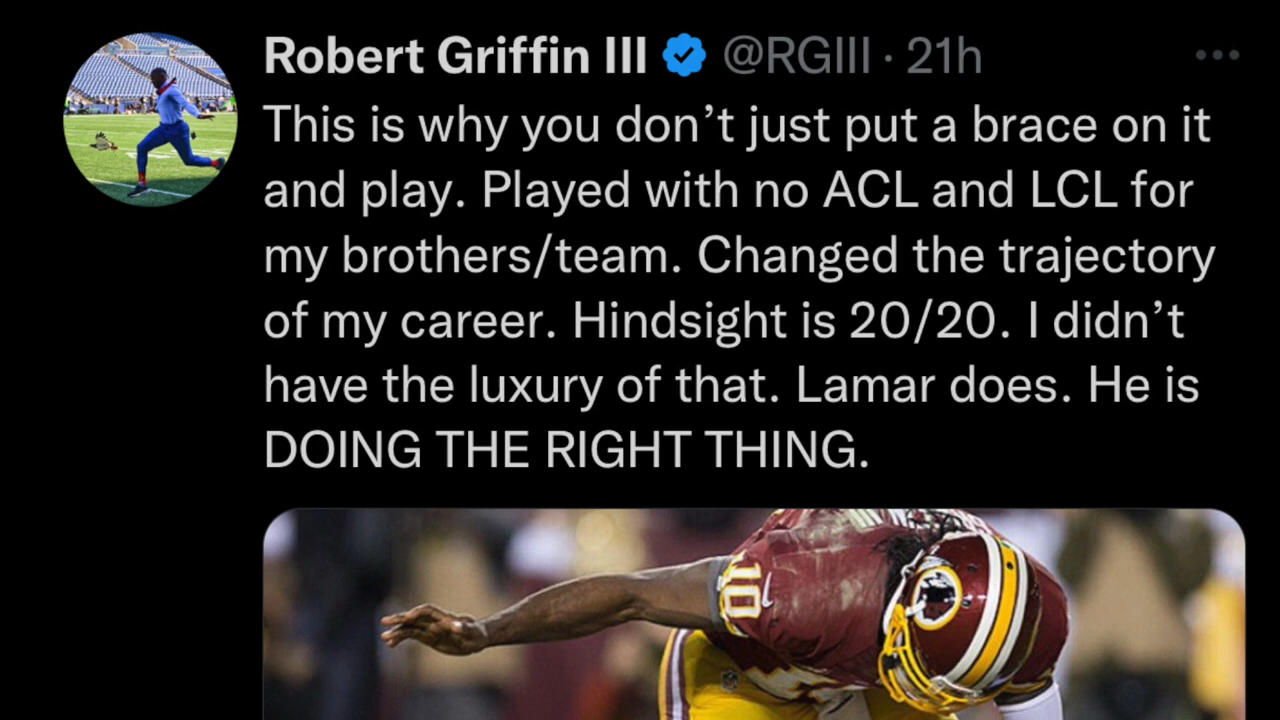 Robert Griffin III @RGIII · 21h
This is why you don’t just put a brace on it
and play. Played with no ACL and LCL for
my brothers/team. Changed the trajectory
of my career. Hindsight is 20/20. I didn’t
have the luxury of that. Lamar does. He is
DOING THE RIGHT THING.
10